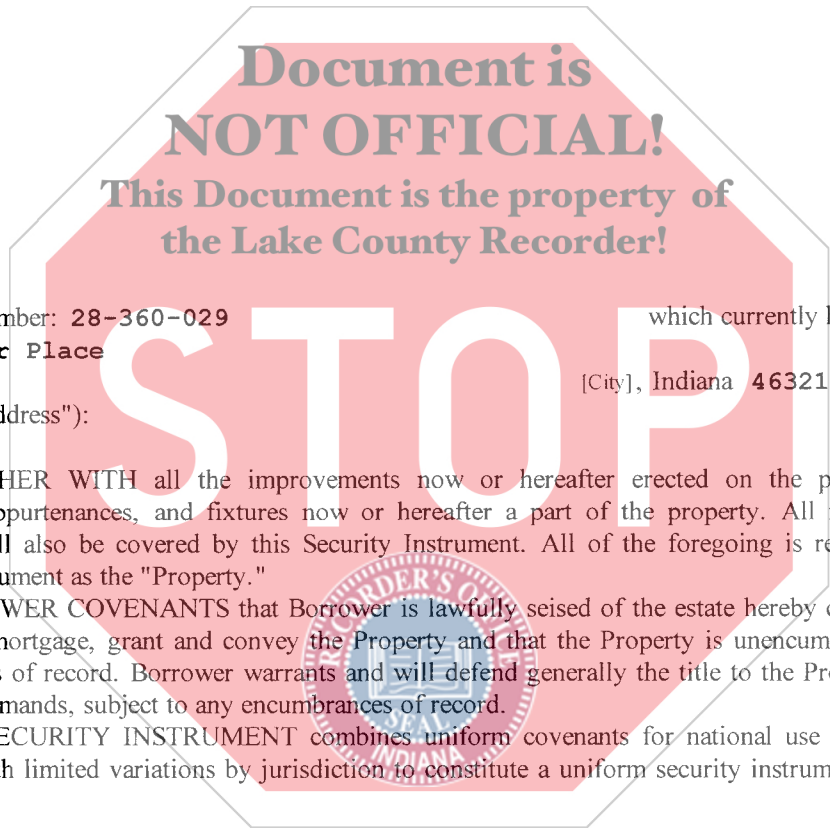 Document is
NOT OFFICIAL!
This Document is the property of
the Lake County Recorder!
STOP
mber: 28-360-029 which currently
r Place
[City], Indiana 46321
ddress"):
HER WITH all the improvements now or hereafter erected on the p
ppurtenances, and fixtures now or hereafter a part of the property. All
ll also be covered by this Security Instrument. All of the foregoing is re
ument as the "Property."
WER COVENANTS that Borrower is lawfully seised of the estate hereby
mortgage, grant and convey the Property and that the Property is unencum
s of record. Borrower warrants and will defend generally the title to the Pro
mands, subject to any encumbrances of record.
ECURITY INSTRUMENT combines uniform covenants for national use
h limited variations by jurisdiction to constitute a uniform security instrum
RECORDER'S OFFICE
SEAL
INDIANA